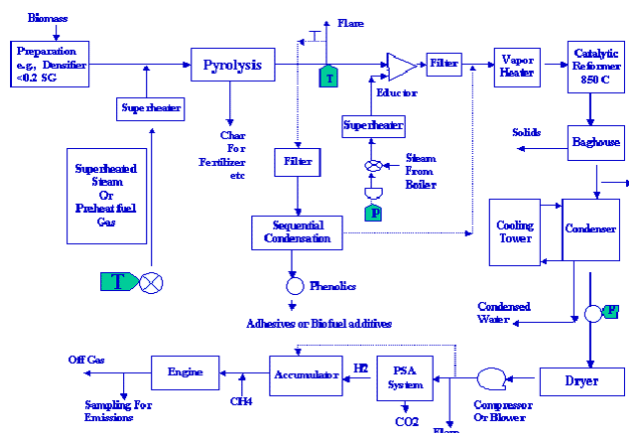 Biomass
Preparation
e.g., Densifier
<0.2 SG
Superheater
Superheated
Steam
Or
Preheat fuel
Gas
T
Pyrolysis
Char
For
Fertilizer
etc
Flare
T
Filter
Sequential
Condensation
Phenolics
Adhesives or Biofuel additives
Eductor
Superheater
Steam
From
Boiler
P
Filter
Vapor
Heater
Catalytic
Reformer
850 C
Solids
Baghouse
Cooling
Tower
Condenser
Condensed
Water
P
Dryer
Compressor
Or Blower
Flare
PSA
System
CO2
H2
Accumulator
CH4
Engine
Off Gas
Sampling For
Emissions